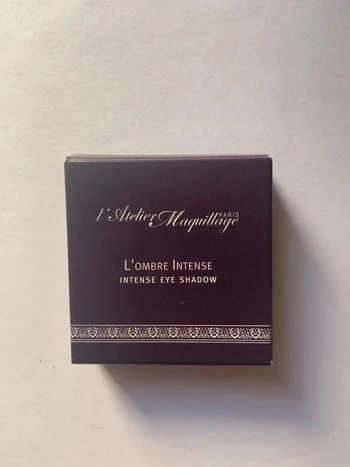 l'Atelier Maquillage
PARIS
L'OMBRE INTENSE
INTENSE EYE SHADOW